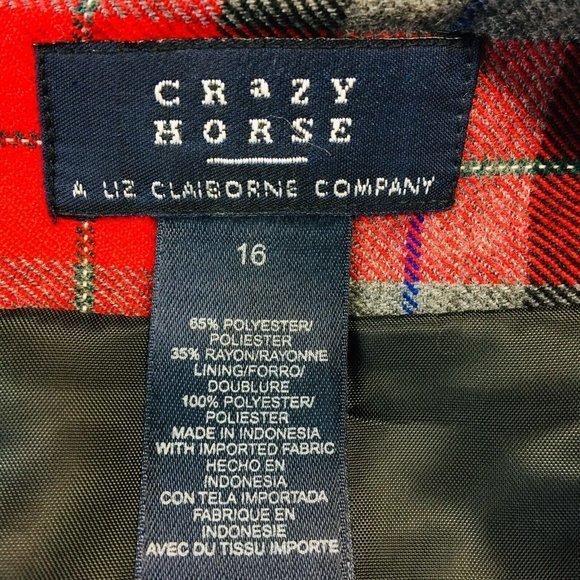 CRaZY
HORSE
A LIZ CLAIBORNE COMPANY
16
65% POLYESTER/
POLIESTER
35% RAYON/RAYONNE
LINING/FORRO/
DOUBLURE
100% POLYESTER/
POLIESTER
MADE IN INDONESIA
WITH IMPORTED FABRIC
HECHO EN
INDONESIA
CON TELA IMPORTADA
FABRIQUE EN
INDONESIE
AVEC DU TISSU IMPORTE